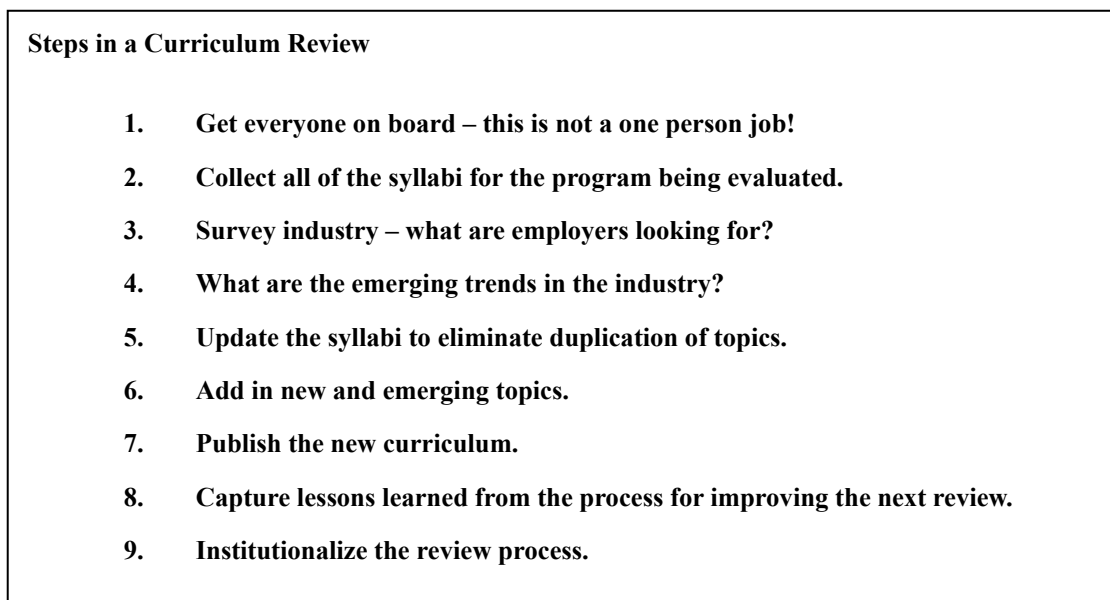 Steps in a Curriculum Review
1. Get everyone on board – this is not a one person job!
2. Collect all of the syllabi for the program being evaluated.
3. Survey industry – what are employers looking for?
4. What are the emerging trends in the industry?
5. Update the syllabi to eliminate duplication of topics.
6. Add in new and emerging topics.
7. Publish the new curriculum.
8. Capture lessons learned from the process for improving the next review.
9. Institutionalize the review process.